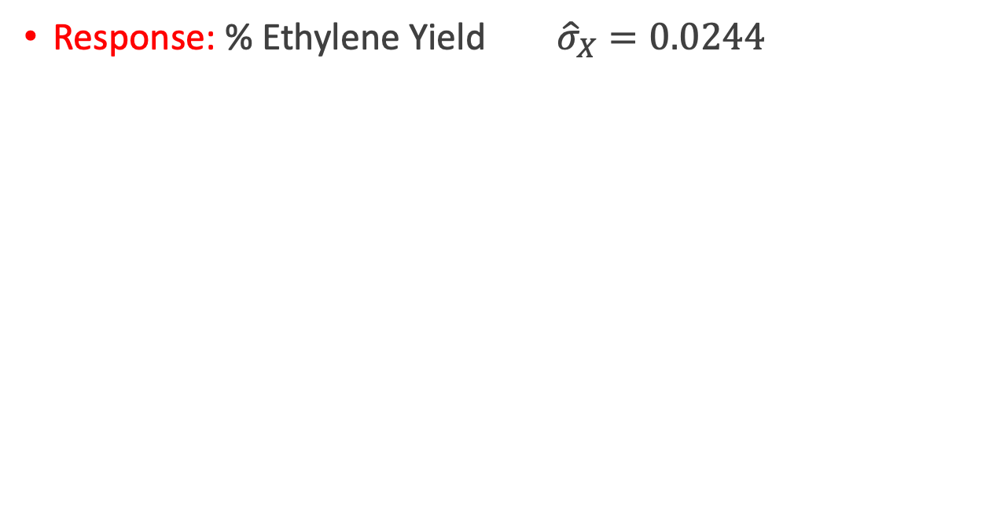 • Response: % Ethylene Yield σ̂_X = 0.0244